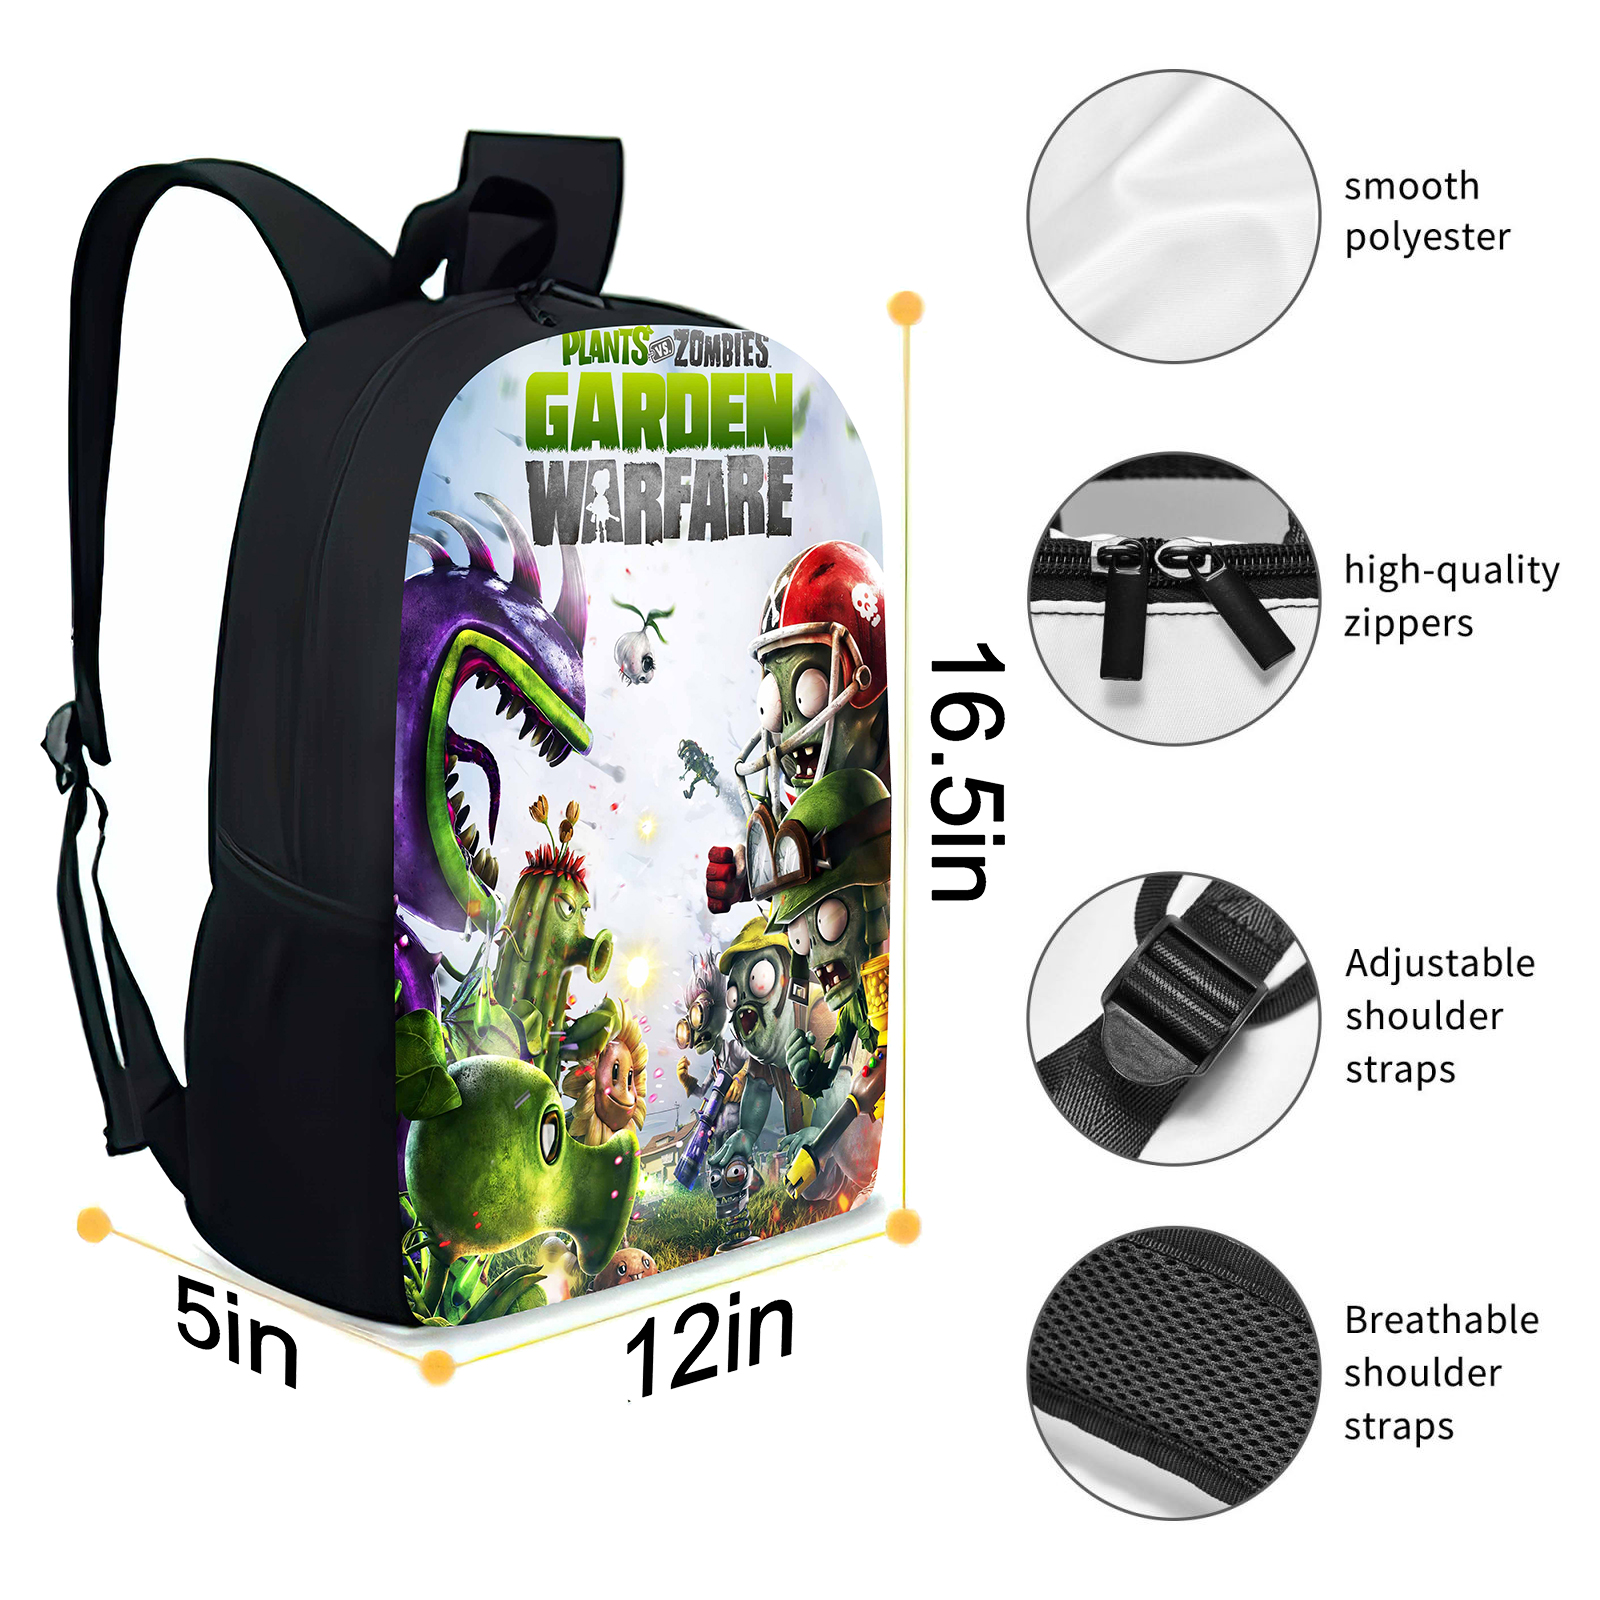 PLANTS VS. ZOMBIES
GARDEN
WARFARE
16.5in
5in
12in
smooth
polyester
high-quality
zippers
Adjustable
shoulder
straps
Breathable
shoulder
straps